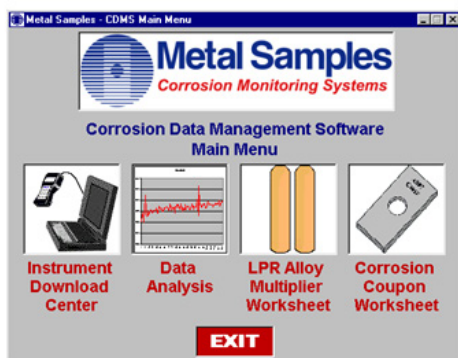 Metal Samples - CDMS Main Menu
Metal Samples
Corrosion Monitoring Systems
Corrosion Data Management Software
Main Menu
Instrument
Download
Center
Data
Analysis
LPR Alloy
Multiplier
Worksheet
Corrosion
Coupon
Worksheet
EXIT